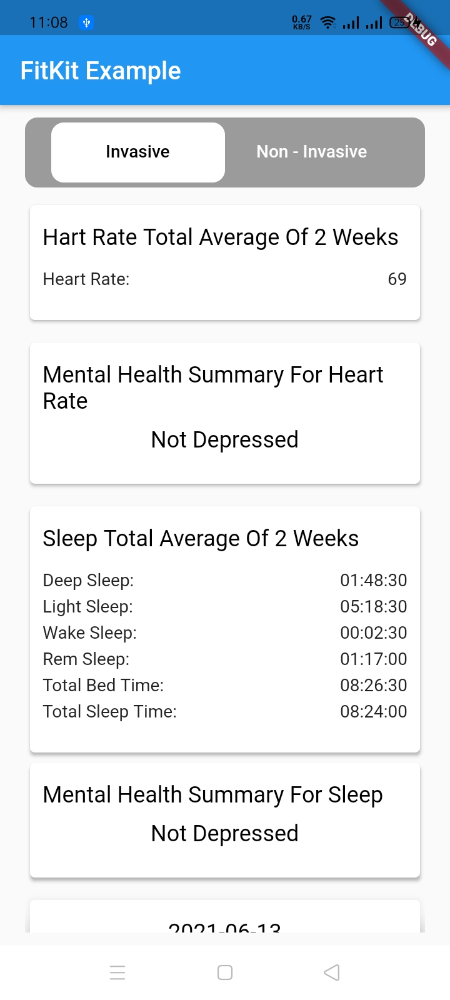 11:08
0.67
KB/S
25
DEBUG
FitKit Example
Invasive
Non - Invasive
Hart Rate Total Average Of 2 Weeks
Heart Rate: 69
Mental Health Summary For Heart
Rate
Not Depressed
Sleep Total Average Of 2 Weeks
Deep Sleep: 01:48:30
Light Sleep: 05:18:30
Wake Sleep: 00:02:30
Rem Sleep: 01:17:00
Total Bed Time: 08:26:30
Total Sleep Time: 08:24:00
Mental Health Summary For Sleep
Not Depressed
2021-06-13